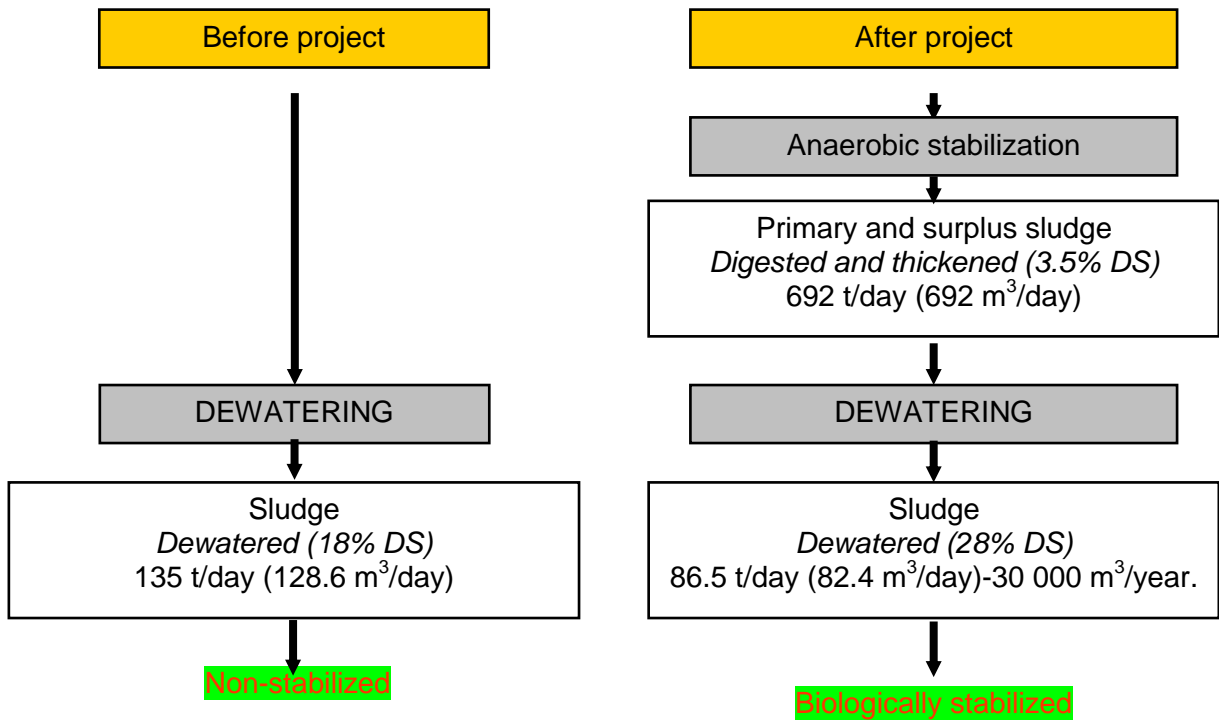 Before project
DEWATERING
Sludge
Dewatered (18% DS)
135 t/day (128.6 m³/day)
Non-stabilized
After project
Anaerobic stabilization
Primary and surplus sludge
Digested and thickened (3.5% DS)
692 t/day (692 m³/day)
DEWATERING
Sludge
Dewatered (28% DS)
86.5 t/day (82.4 m³/day)-30 000 m³/year.
Biologically stabilized